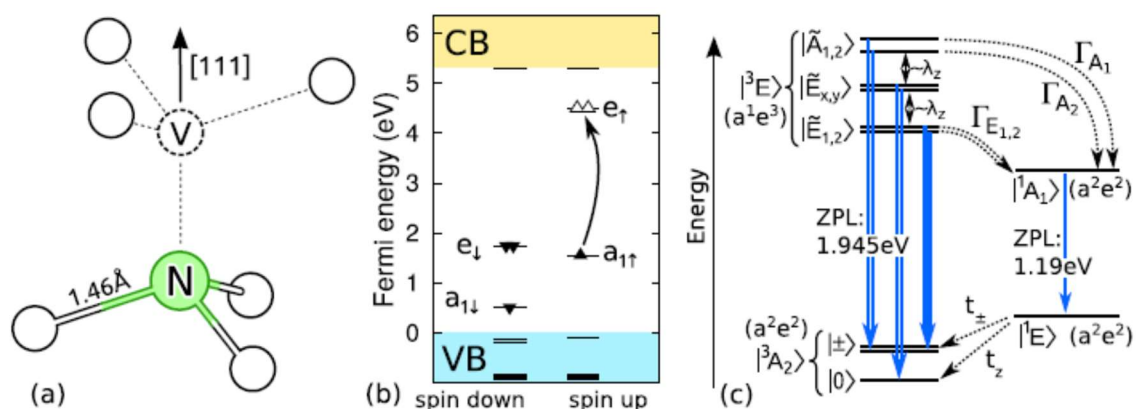 [111]
V
1.46Å
N
(a)
Fermi energy (eV)
6
5
4
3
2
1
0
CB
e↑
e↓
a1↑
a1↓
VB
(b)
spin down
spin up
Energy
|³E⟩
(a¹e³)
|Ã1,2⟩
|Ẽx,y⟩
|Ẽ1,2⟩
~λz
~λz
ΓA1
ΓA2
ΓE1,2
|¹A1⟩ (a²e²)
ZPL:
1.945eV
ZPL:
1.19eV
t±
|¹E⟩ (a²e²)
(a²e²)
|³A2⟩
|±⟩
|0⟩
tz
(c)